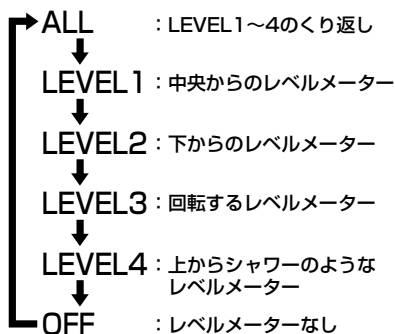 ALL :LEVEL1～4のくり返し
LEVEL1 :中央からのレベルメーター
LEVEL2 :下からのレベルメーター
LEVEL3 :回転するレベルメーター
LEVEL4 :上からシャワーのような
レベルメーター
OFF :レベルメーターなし